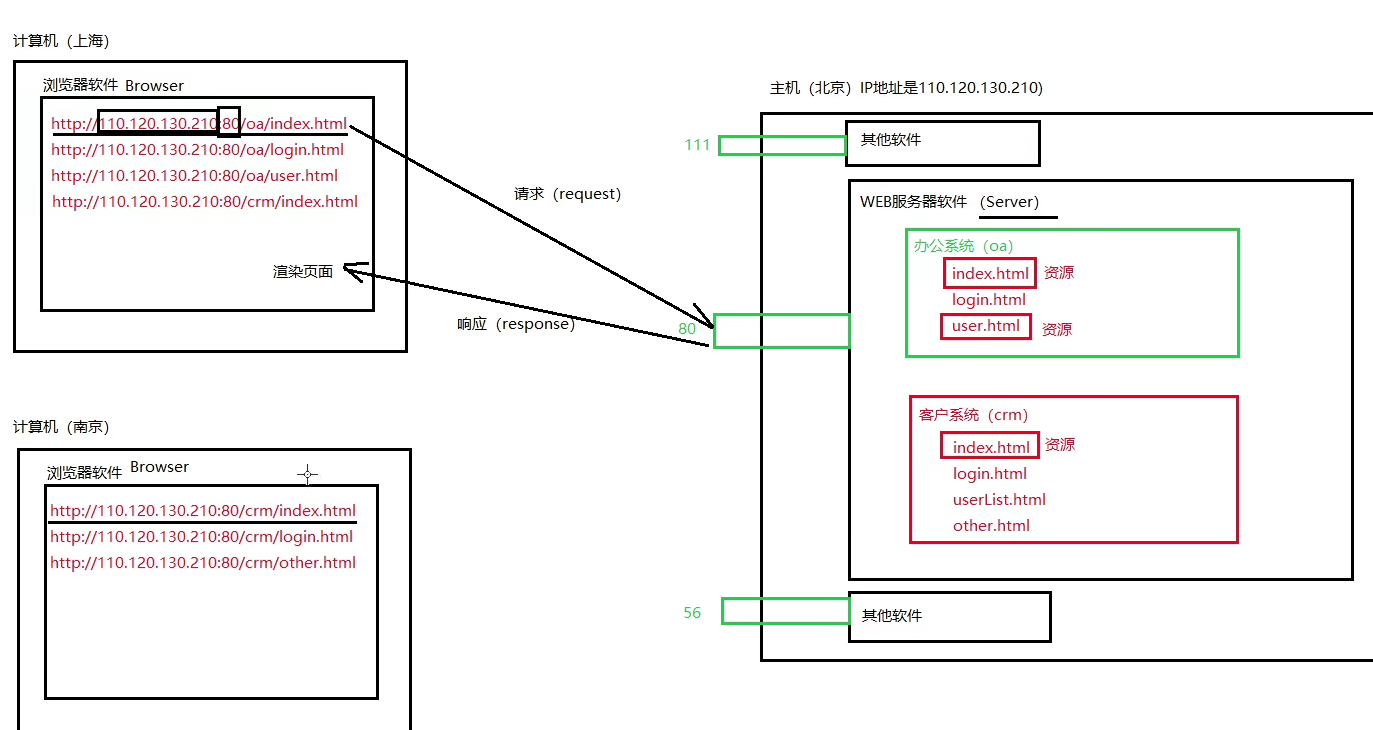 计算机（上海）
浏览器软件 Browser
http://110.120.130.210:80/oa/index.html
http://110.120.130.210:80/oa/login.html
http://110.120.130.210:80/oa/user.html
http://110.120.130.210:80/crm/index.html
渲染页面
请求（request）
响应（response）
计算机（南京）
浏览器软件 Browser
http://110.120.130.210:80/crm/index.html
http://110.120.130.210:80/crm/login.html
http://110.120.130.210:80/crm/other.html
主机（北京）IP地址是110.120.130.210)
111
其他软件
80
WEB服务器软件 （Server）
办公系统（oa）
index.html 资源
login.html
user.html 资源
客户系统（crm）
index.html 资源
login.html
userList.html
other.html
56
其他软件